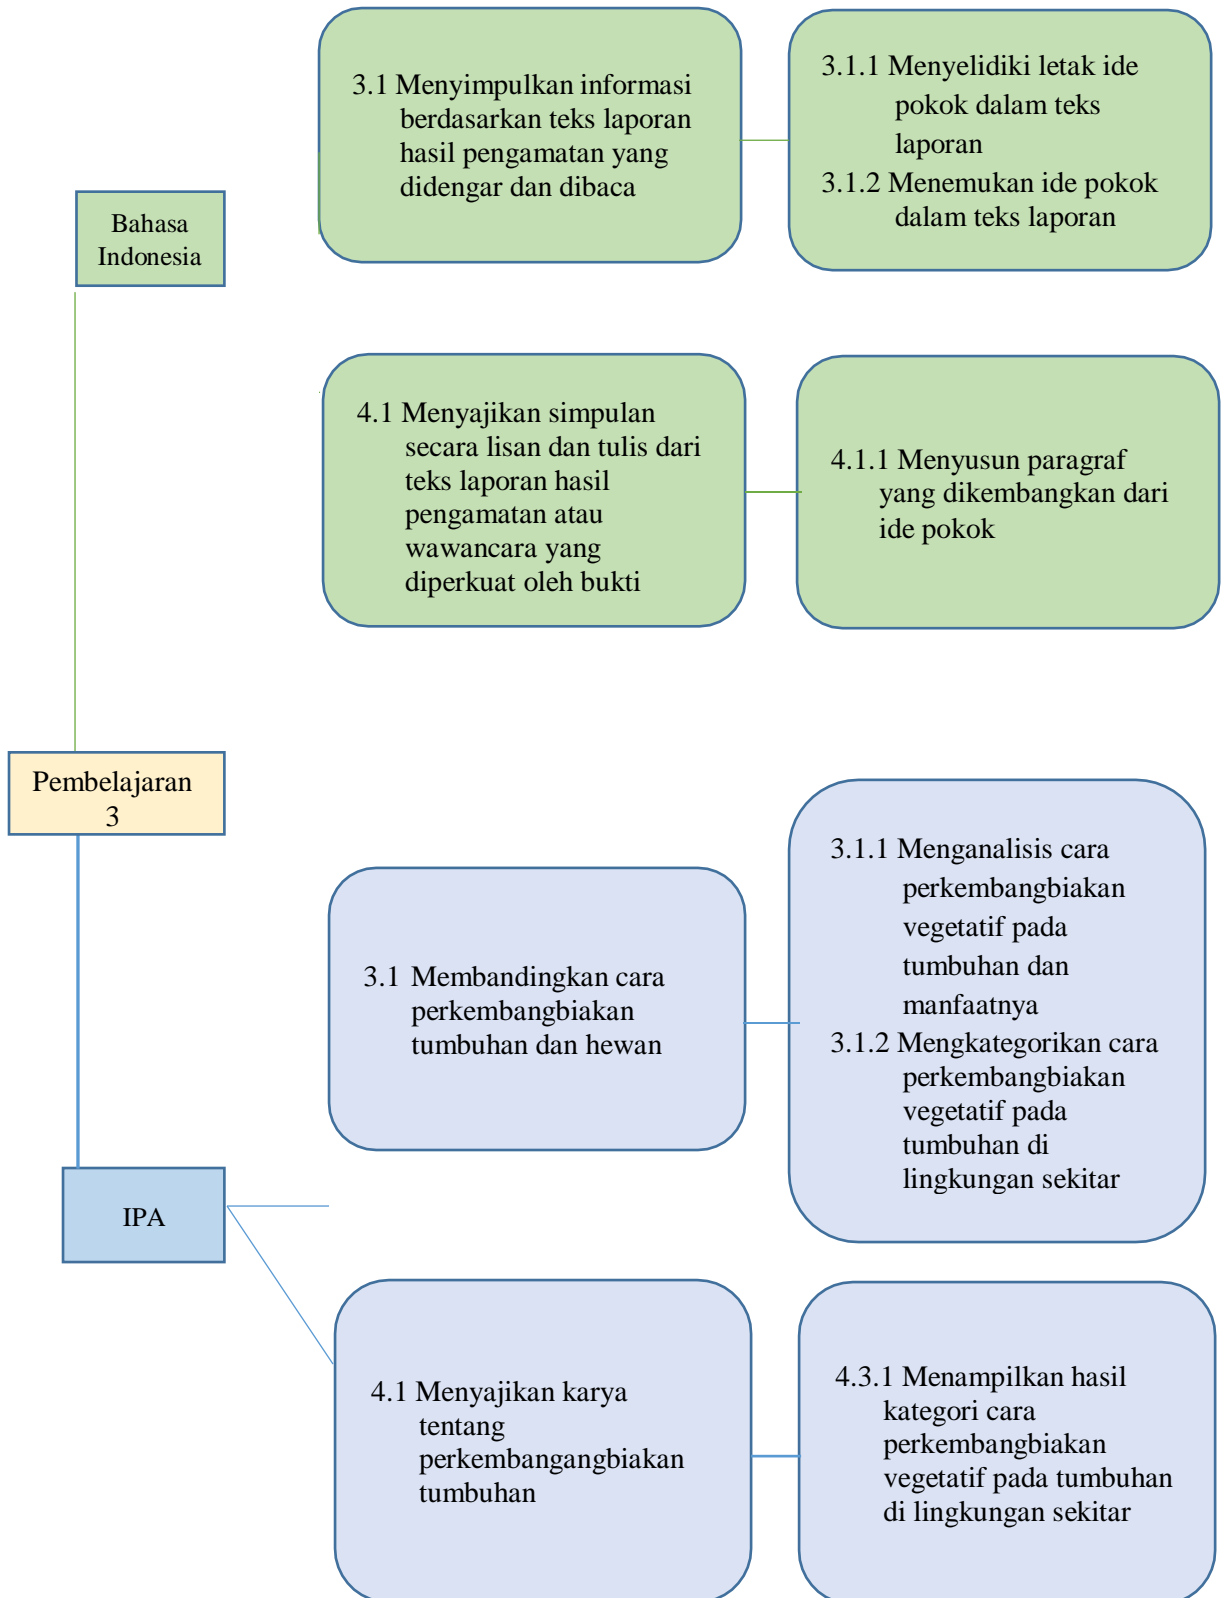 3.1 Menyimpulkan informasi
berdasarkan teks laporan
hasil pengamatan yang
didengar dan dibaca
3.1.1 Menyelidiki letak ide
pokok dalam teks
laporan
3.1.2 Menemukan ide pokok
dalam teks laporan
Bahasa
Indonesia
4.1 Menyajikan simpulan
secara lisan dan tulis dari
teks laporan hasil
pengamatan atau
wawancara yang
diperkuat oleh bukti
4.1.1 Menyusun paragraf
yang dikembangkan dari
ide pokok
Pembelajaran
3
3.1 Membandingkan cara
perkembangbiakan
tumbuhan dan hewan
3.1.1 Menganalisis cara
perkembangbiakan
vegetatif pada
tumbuhan dan
manfaatnya
3.1.2 Mengkategorikan cara
perkembangbiakan
vegetatif pada
tumbuhan di
lingkungan sekitar
IPA
4.1 Menyajikan karya
tentang
perkembangangbiakan
tumbuhan
4.3.1 Menampilkan hasil
kategori cara
perkembangbiakan
vegetatif pada tumbuhan
di lingkungan sekitar